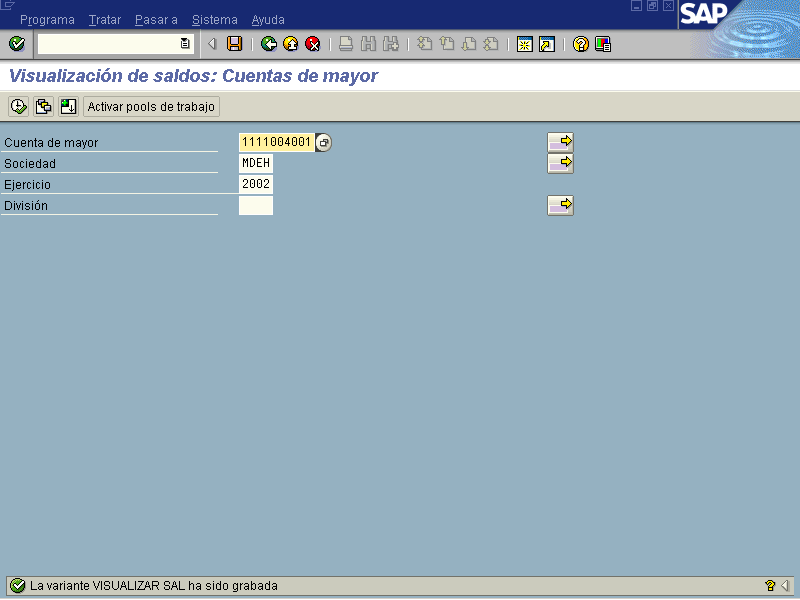 Programa Tratar Pasar a Sistema Ayuda
SAP
Visualización de saldos: Cuentas de mayor
Activar pools de trabajo
Cuenta de mayor 1111004001
Sociedad MDEH
Ejercicio 2002
División
La variante VISUALIZAR SAL ha sido grabada